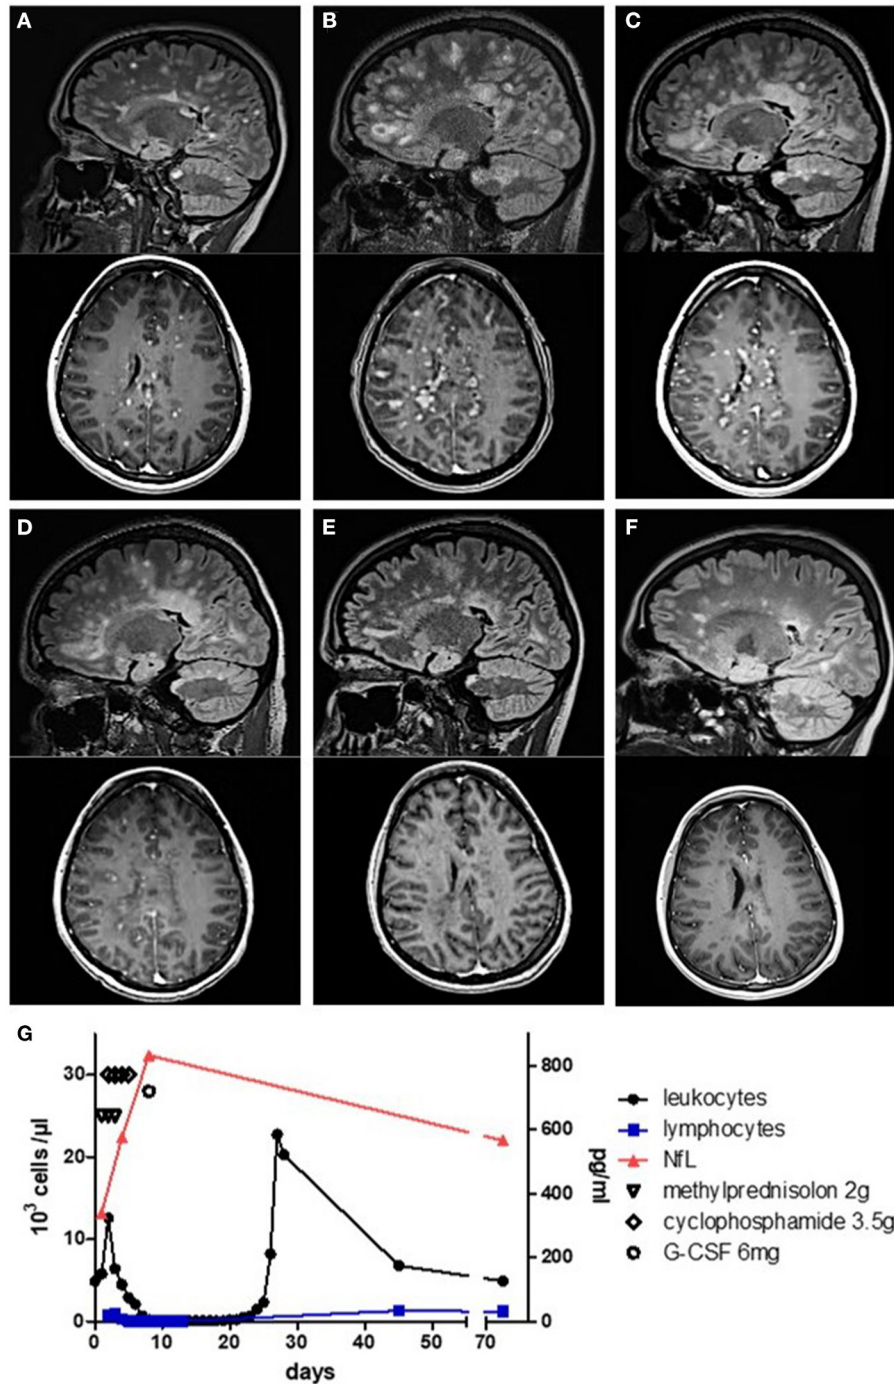 A
B
C
D
E
F
G
30
20
10
0
10³ cells /µl
0
10
20
30
40
50
70
days
800
600
400
200
0
pg/ml
leukocytes
lymphocytes
NfL
methylprednisolon 2g
cyclophosphamide 3.5g
G-CSF 6mg